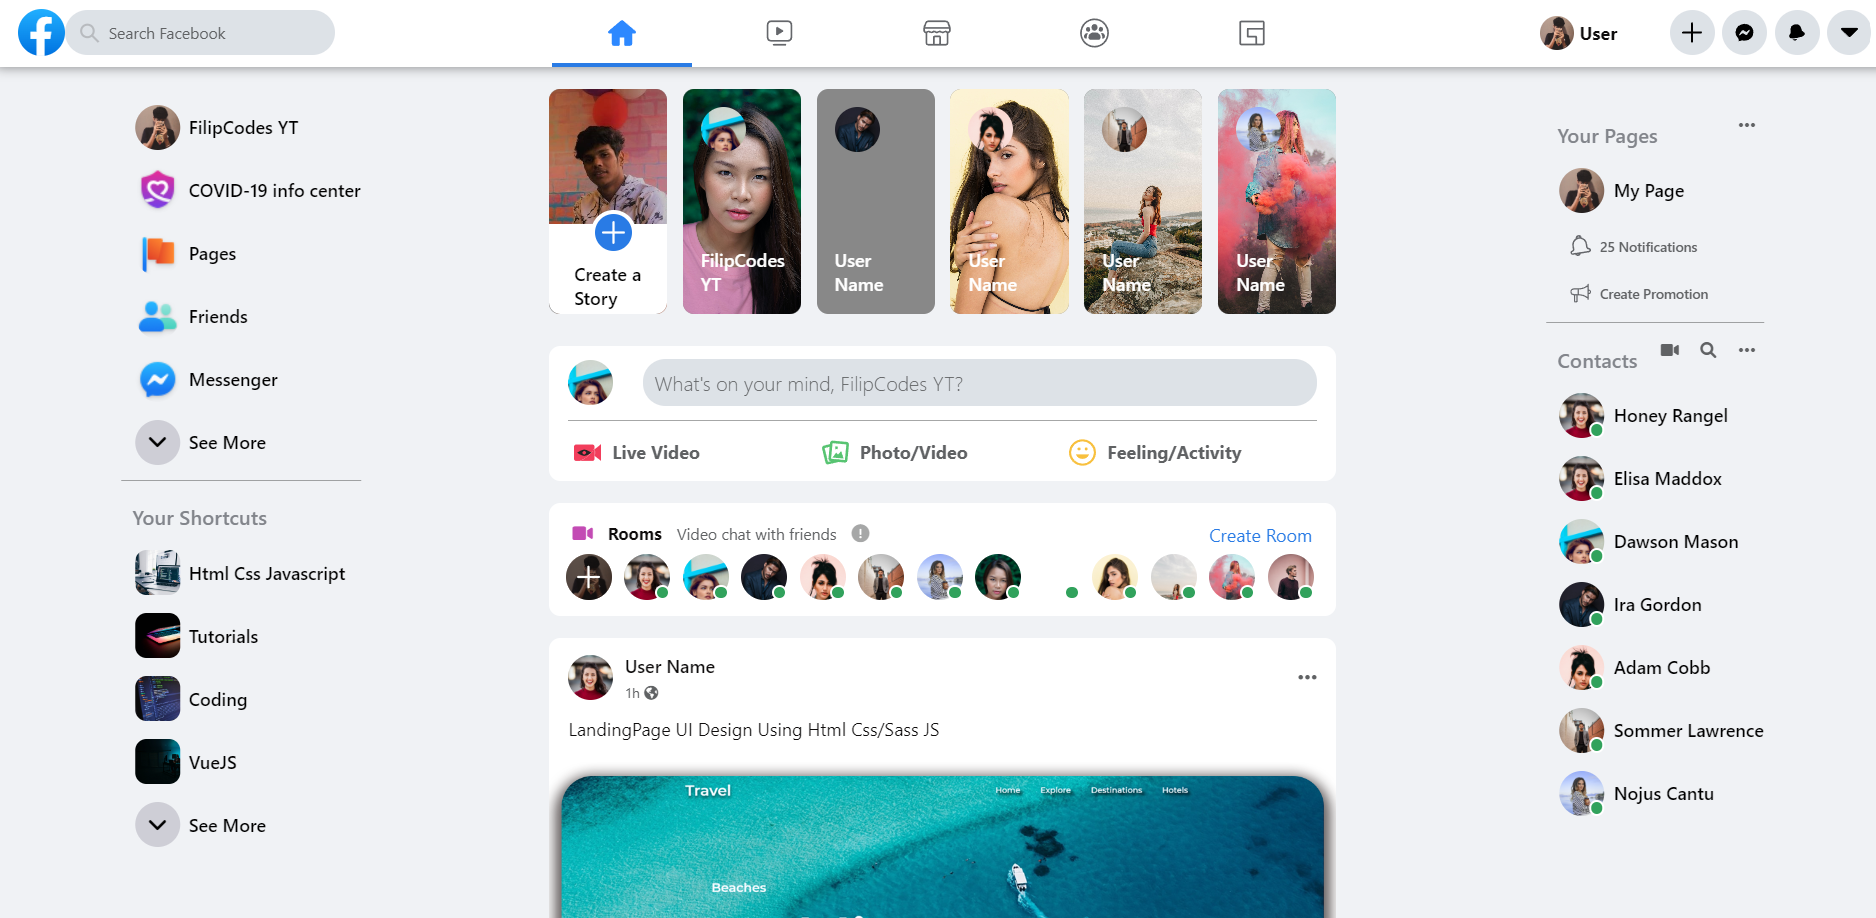 Search Facebook
User
FilipCodes YT
COVID-19 info center
Pages
Friends
Messenger
See More
Your Shortcuts
Html Css Javascript
Tutorials
Coding
VueJS
See More
Create a
Story
FilipCodes
YT
User
Name
User
Name
User
Name
User
Name
What's on your mind, FilipCodes YT?
Live Video
Photo/Video
Feeling/Activity
Rooms
Video chat with friends
Create Room
User Name
1h
LandingPage UI Design Using Html Css/Sass JS
Travel
Home
Explore
Destinations
Hotels
Beaches
Your Pages
My Page
25 Notifications
Create Promotion
Contacts
Honey Rangel
Elisa Maddox
Dawson Mason
Ira Gordon
Adam Cobb
Sommer Lawrence
Nojus Cantu